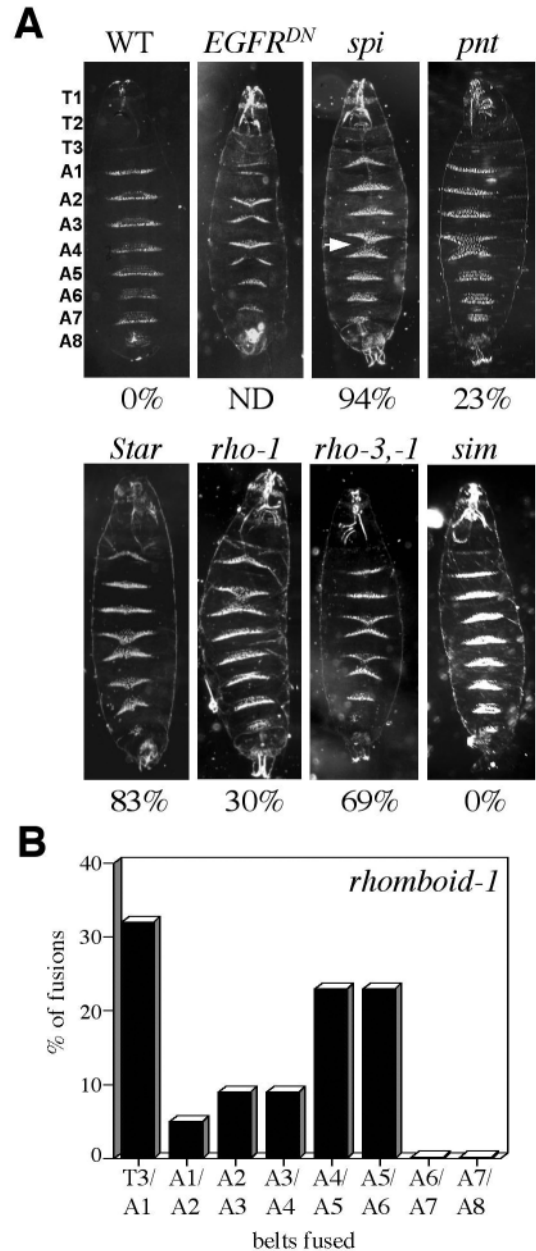 A
WT EGFR^DN spi pnt
T1
T2
T3
A1
A2
A3
A4
A5
A6
A7
A8
0% ND 94% 23%
Star rho-1 rho-3,-1 sim
83% 30% 69% 0%
B
rhomboid-1
% of fusions
40
30
20
10
0
T3/ A1/ A2 A3/ A4/ A5/ A6/ A7/
A1 A2 A3 A4 A5 A6 A7 A8
belts fused